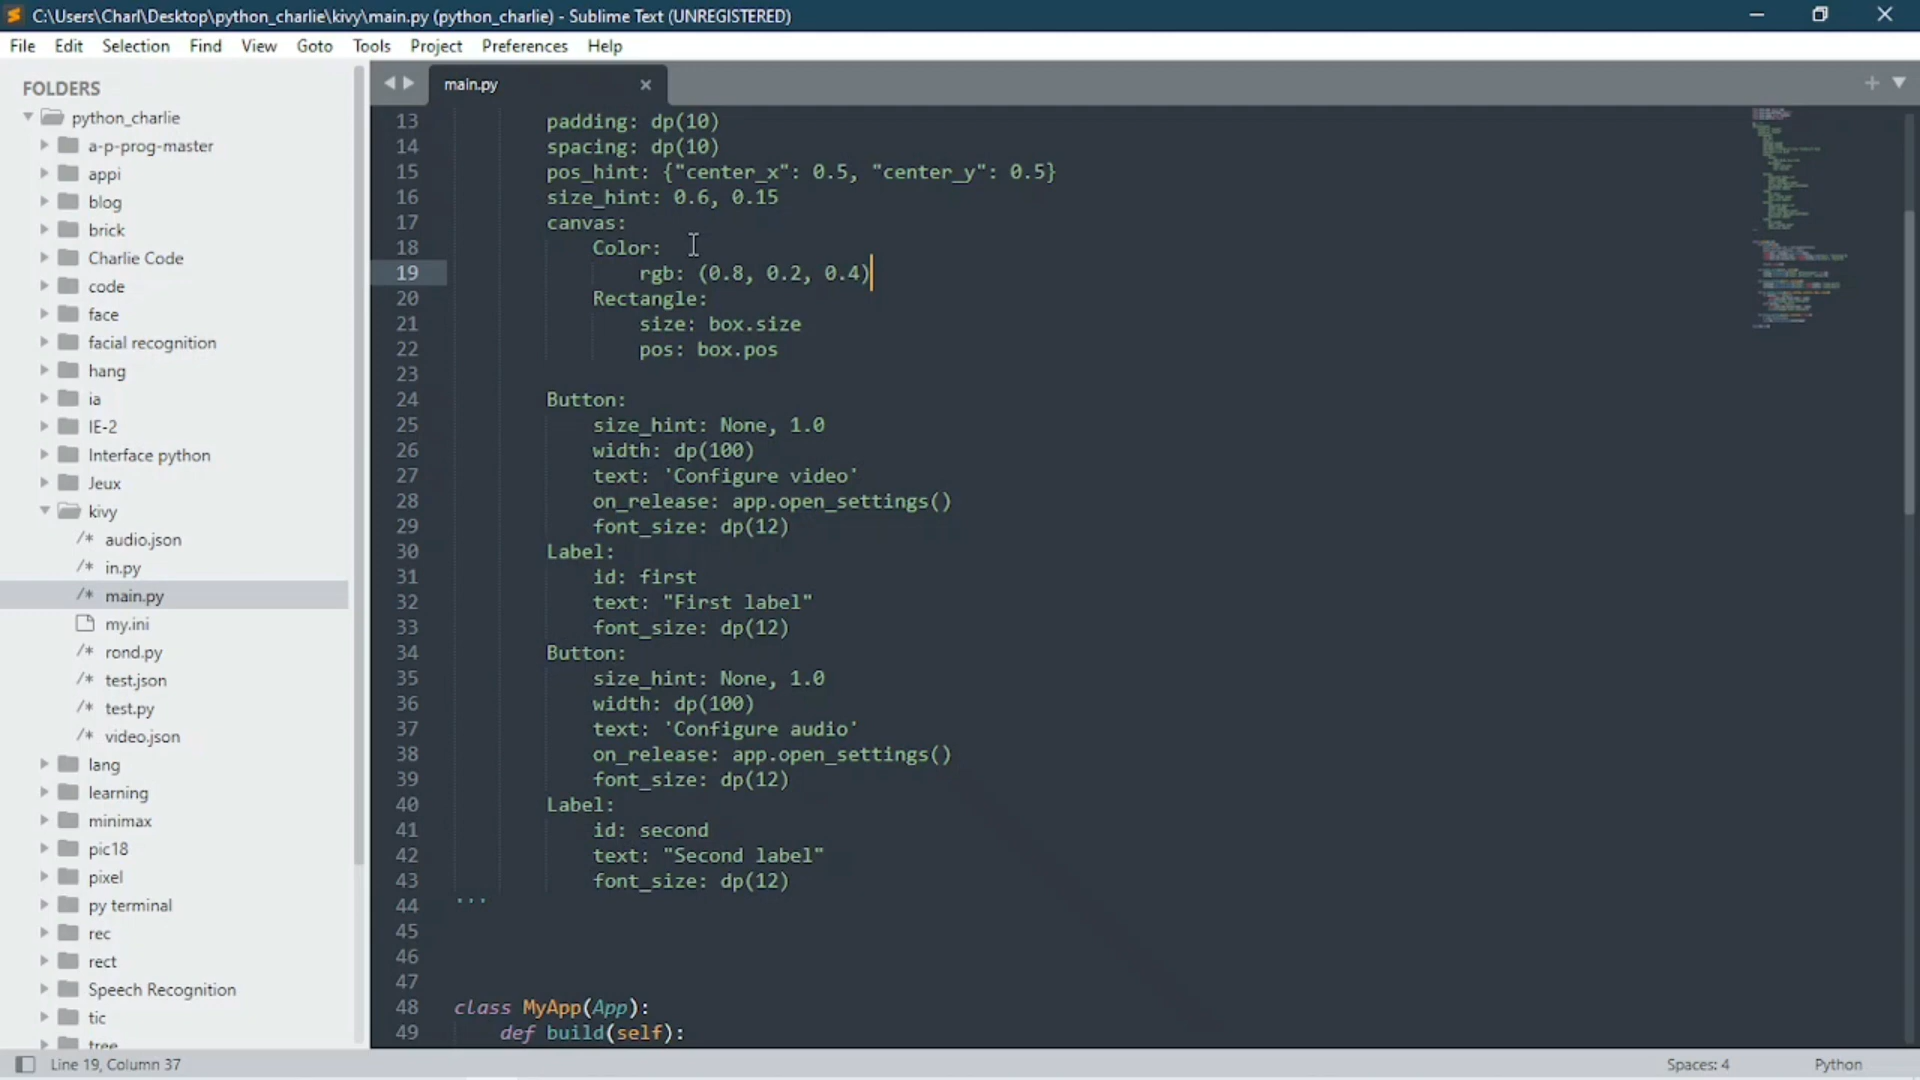 C:\Users\Charl\Desktop\python_charlie\kivy\main.py (python_charlie) - Sublime Text (UNREGISTERED)
File Edit Selection Find View Goto Tools Project Preferences Help
FOLDERS
python_charlie
a-p-prog-master
appi
blog
brick
Charlie Code
code
face
facial recognition
hang
ia
IE-2
Interface python
Jeux
kivy
/* audio.json
/* in.py
/* main.py
my.ini
/* rond.py
/* test.json
/* test.py
/* video.json
lang
learning
minimax
pic18
pixel
py terminal
rec
rect
Speech Recognition
tic
tree
main.py
13 padding: dp(10)
14 spacing: dp(10)
15 pos_hint: {"center_x": 0.5, "center_y": 0.5}
16 size_hint: 0.6, 0.15
17 canvas:
18 Color:
19 rgb: (0.8, 0.2, 0.4)
20 Rectangle:
21 size: box.size
22 pos: box.pos
23
24 Button:
25 size_hint: None, 1.0
26 width: dp(100)
27 text: 'Configure video'
28 on_release: app.open_settings()
29 font_size: dp(12)
30 Label:
31 id: first
32 text: "First label"
33 font_size: dp(12)
34 Button:
35 size_hint: None, 1.0
36 width: dp(100)
37 text: 'Configure audio'
38 on_release: app.open_settings()
39 font_size: dp(12)
40 Label:
41 id: second
42 text: "Second label"
43 font_size: dp(12)
44 '''
45
46
47
48 class MyApp(App):
49 def build(self):
Line 19, Column 37
Spaces: 4
Python